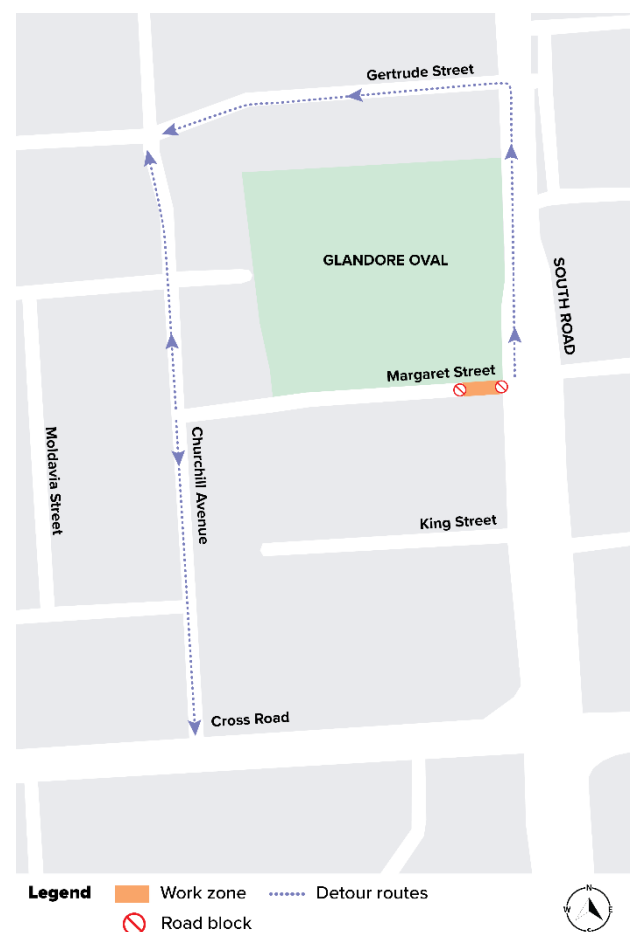 Gertrude Street
GLANDORE OVAL
SOUTH ROAD
Margaret Street
Moldavia Street
Churchill Avenue
King Street
Cross Road
Legend
Work zone
Detour routes
Road block
N
W
E
S